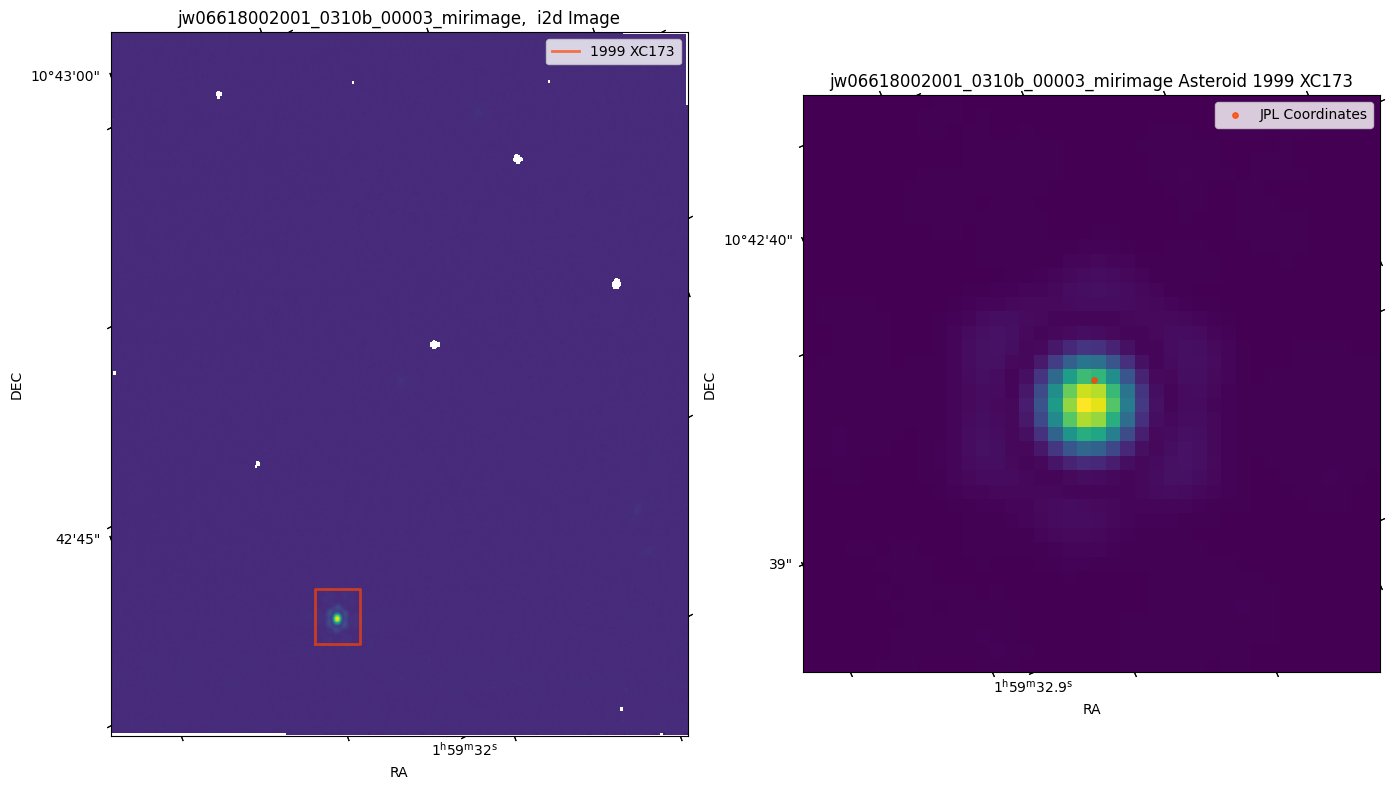 jw06618002001_0310b_00003_mirimage,  i2d Image
1999 XC173
10°43'00"
42'45"
DEC
1ʰ59ᵐ32ˢ
RA
jw06618002001_0310b_00003_mirimage Asteroid 1999 XC173
JPL Coordinates
10°42'40"
39"
DEC
1ʰ59ᵐ32.9ˢ
RA